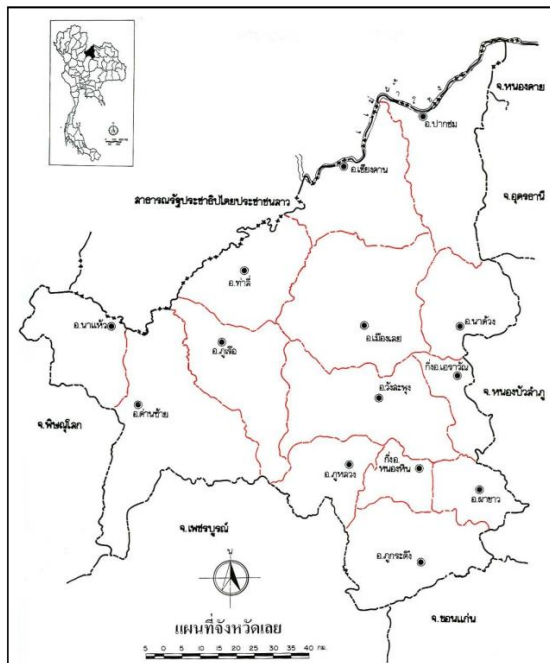 จ.หนองคาย
อ.ปากชม
แม่น้ำโขง
อ.เชียงคาน
สาธารณรัฐประชาธิปไตยประชาชนลาว
จ.อุดรธานี
อ.ท่าลี่
อ.นาแห้ว
อ.เมืองเลย
อ.นาด้วง
อ.ภูเรือ
กิ่งอ.เอราวัณ
อ.วังสะพุง
จ.หนองบัวลำภู
อ.ด่านซ้าย
จ.พิษณุโลก
อ.ภูหลวง
กิ่งอ.
หนองหิน
อ.ผาขาว
จ.เพชรบูรณ์
น
อ.ภูกระดึง
จ.ขอนแก่น
แผนที่จังหวัดเลย
5 0 5 10 15 20 25 30 35 40 กม.